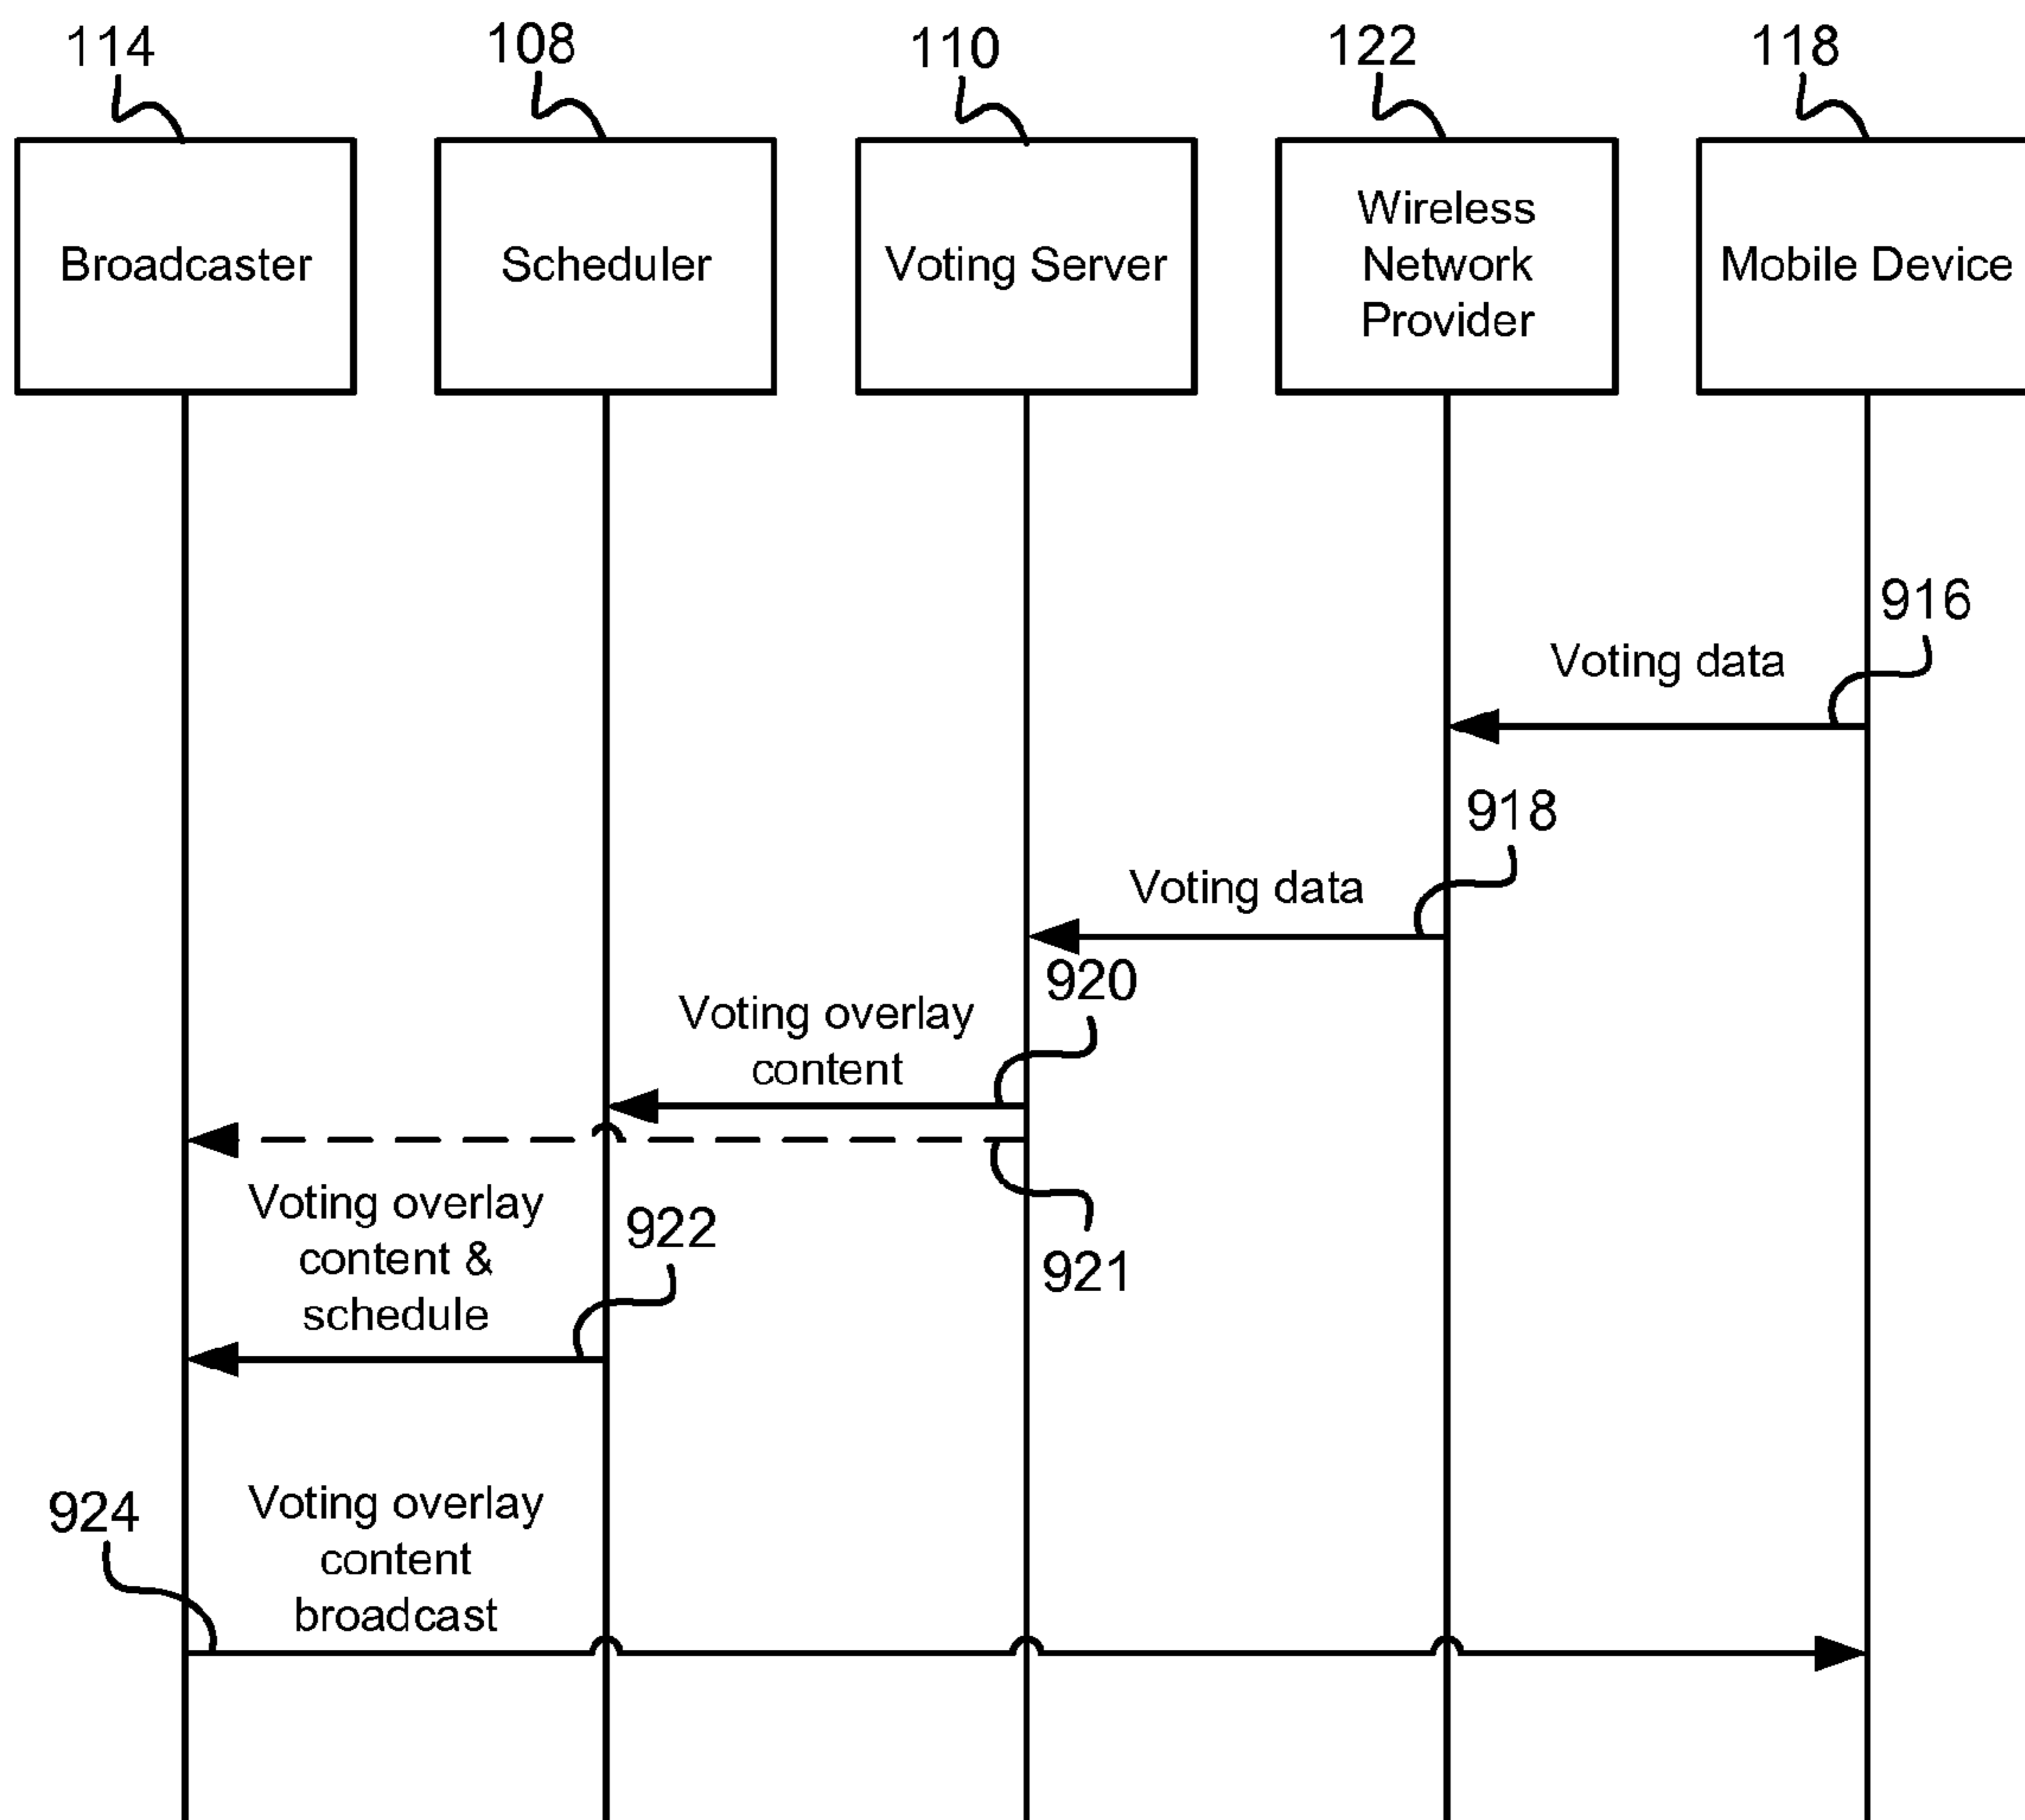 114
108
110
122
118
Broadcaster
Scheduler
Voting Server
Wireless
Network
Provider
Mobile Device
916
Voting data
918
Voting data
920
Voting overlay
content
Voting overlay
content &
schedule
922
921
924
Voting overlay
content
broadcast